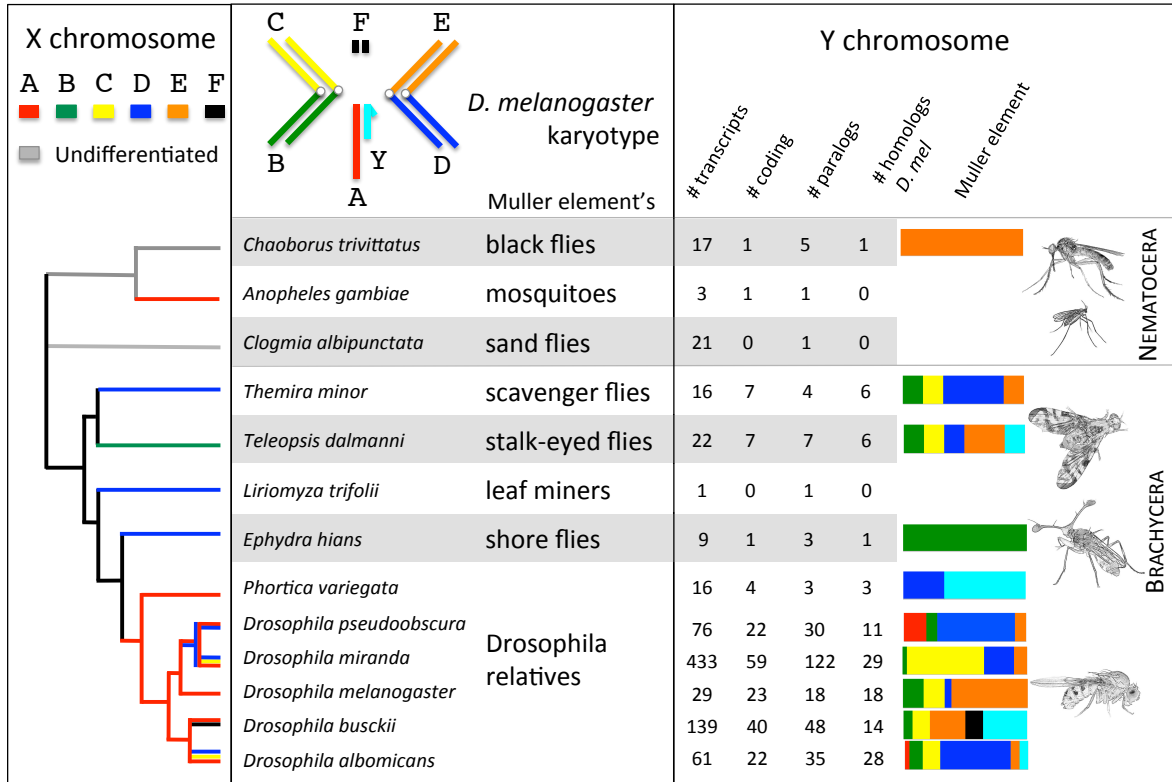 X chromosome
A B C D E F
Undifferentiated
C F E
B Y A D
D. melanogaster
karyotype
Muller element's
Y chromosome
# transcripts
# coding
# paralogs
# homologs
D. mel
Muller element
Chaoborus trivittatus black flies 17 1 5 1
Anopheles gambiae mosquitoes 3 1 1 0
Clogmia albipunctata sand flies 21 0 1 0
NEMATOCERA
Themira minor scavenger flies 16 7 4 6
Teleopsis dalmanni stalk-eyed flies 22 7 7 6
Liriomyza trifolii leaf miners 1 0 1 0
Ephydra hians shore flies 9 1 3 1
Phortica variegata 16 4 3 3
Drosophila pseudoobscura 76 22 30 11
Drosophila miranda 433 59 122 29
Drosophila melanogaster 29 23 18 18
Drosophila busckii 139 40 48 14
Drosophila albomicans 61 22 35 28
Drosophila
relatives
BRACHYCERA